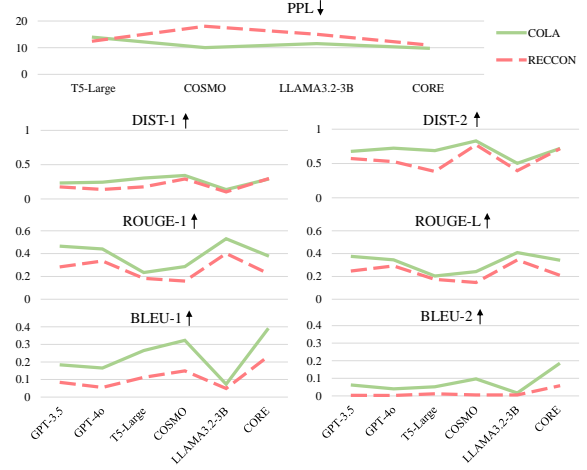 PPL ↓
20
10
0
T5-Large COSMO LLAMA3.2-3B CORE
COLA
RECCON
DIST-1 ↑
1
0.5
0
DIST-2 ↑
1
0.5
0
ROUGE-1 ↑
0.6
0.4
0.2
0
ROUGE-L ↑
0.6
0.4
0.2
0
BLEU-1 ↑
0.4
0.3
0.2
0.1
0
GPT-3.5 GPT-4o T5-Large COSMO LLAMA3.2-3B CORE
BLEU-2 ↑
0.4
0.3
0.2
0.1
0
GPT-3.5 GPT-4o T5-Large COSMO LLAMA3.2-3B CORE